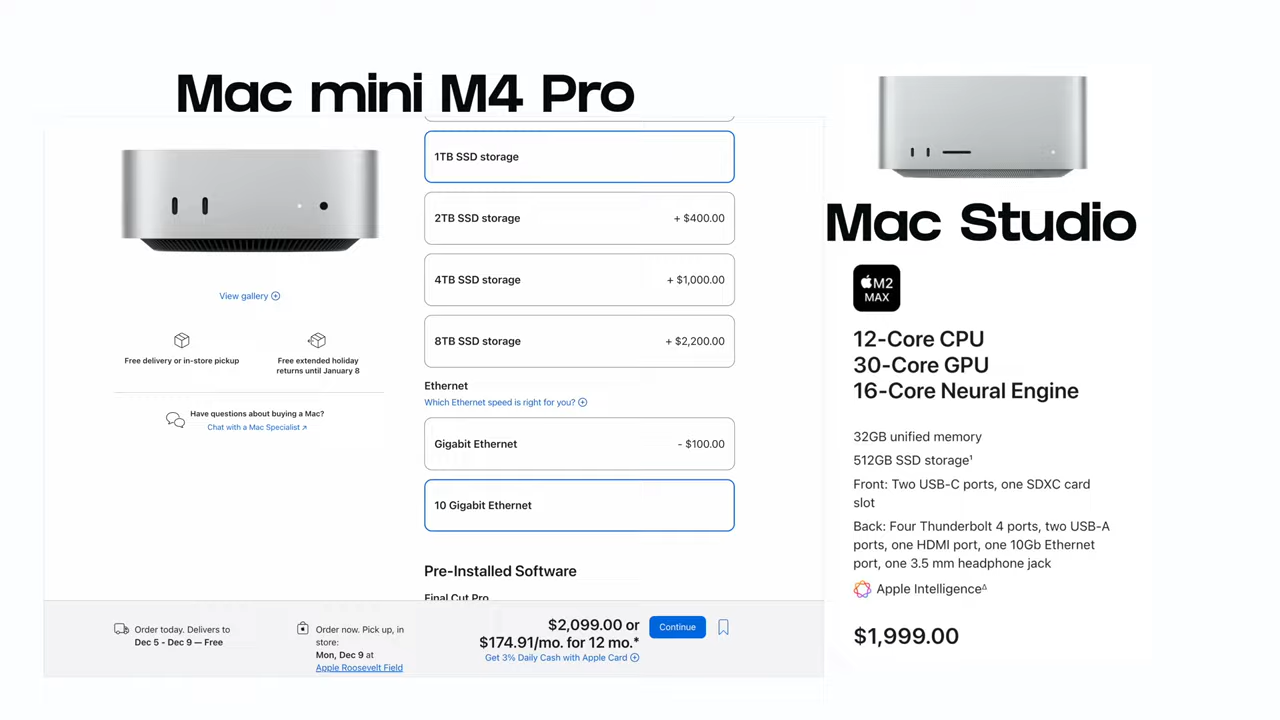 Mac mini M4 Pro
1TB SSD storage
2TB SSD storage + $400.00
4TB SSD storage + $1,000.00
8TB SSD storage + $2,200.00
Ethernet
Which Ethernet speed is right for you?
Gigabit Ethernet - $100.00
10 Gigabit Ethernet
Pre-Installed Software
Final Cut Pro
View gallery
Free delivery or in-store pickup
Free extended holiday
returns until January 8
Have questions about buying a Mac?
Chat with a Mac Specialist ↗
Order today. Delivers to
Dec 5 - Dec 9 — Free
Order now. Pick up, in
store:
Mon, Dec 9 at
Apple Roosevelt Field
$2,099.00 or
$174.91/mo. for 12 mo.*
Get 3% Daily Cash with Apple Card
Continue
Mac Studio
M2
MAX
12-Core CPU
30-Core GPU
16-Core Neural Engine
32GB unified memory
512GB SSD storage¹
Front: Two USB-C ports, one SDXC card
slot
Back: Four Thunderbolt 4 ports, two USB-A
ports, one HDMI port, one 10Gb Ethernet
port, one 3.5 mm headphone jack
Apple Intelligence∆
$1,999.00